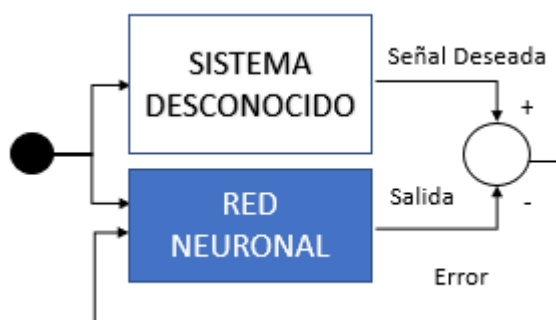 SISTEMA
DESCONOCIDO
Señal Deseada
+
RED
NEURONAL
Salida
-
Error